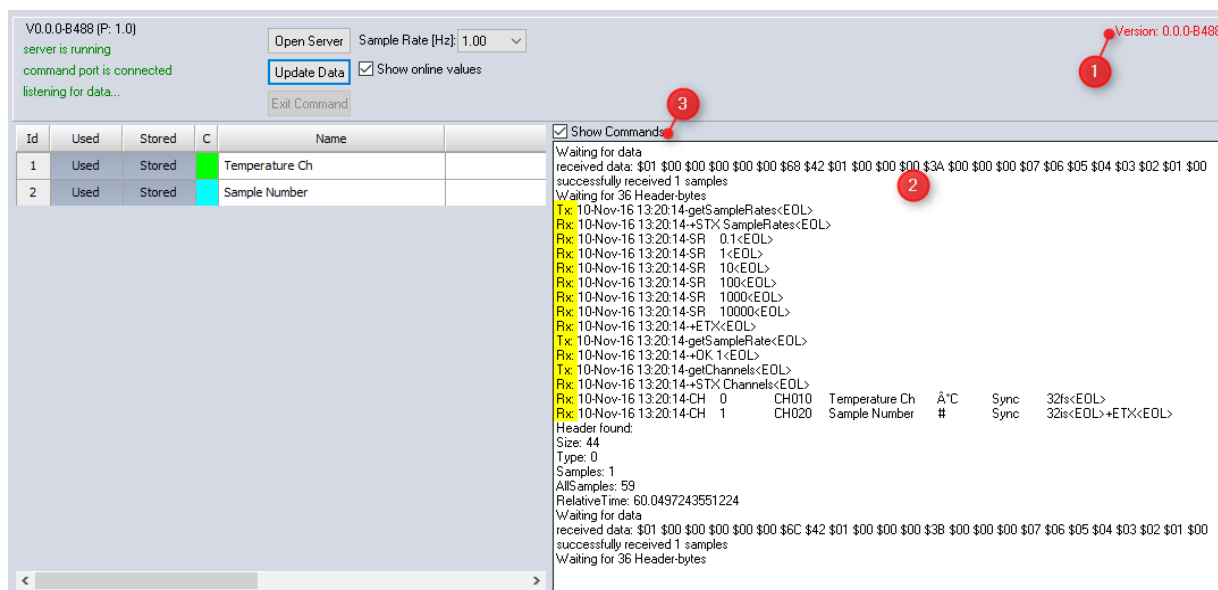 V0.0.0-B488 (P: 1.0)
server is running
command port is connected
listening for data...
Open Server
Sample Rate [Hz]: 1.00
Update Data
Show online values
Exit Command
Version: 0.0.0-B488
1
3
Id Used Stored C Name
1 Used Stored Temperature Ch
2 Used Stored Sample Number
Show Commands
Waiting for data
received data: $01 $00 $00 $00 $00 $00 $68 $42 $01 $00 $00 $00 $3A $00 $00 $00 $07 $06 $05 $04 $03 $02 $01 $00
successfully received 1 samples
2
Waiting for 36 Header-bytes
Tx: 10-Nov-16 13:20:14-getSampleRates<EOL>
Rx: 10-Nov-16 13:20:14-+STX SampleRates<EOL>
Rx: 10-Nov-16 13:20:14-SR 0.1<EOL>
Rx: 10-Nov-16 13:20:14-SR 1<EOL>
Rx: 10-Nov-16 13:20:14-SR 10<EOL>
Rx: 10-Nov-16 13:20:14-SR 100<EOL>
Rx: 10-Nov-16 13:20:14-SR 1000<EOL>
Rx: 10-Nov-16 13:20:14-SR 10000<EOL>
Rx: 10-Nov-16 13:20:14-+ETX<EOL>
Tx: 10-Nov-16 13:20:14-getSampleRate<EOL>
Rx: 10-Nov-16 13:20:14-+OK 1<EOL>
Tx: 10-Nov-16 13:20:14-getChannels<EOL>
Rx: 10-Nov-16 13:20:14-+STX Channels<EOL>
Rx: 10-Nov-16 13:20:14-CH 0 CH010 Temperature Ch Â°C Sync 32fs<EOL>
Rx: 10-Nov-16 13:20:14-CH 1 CH020 Sample Number # Sync 32is<EOL>+ETX<EOL>
Header found:
Size: 44
Type: 0
Samples: 1
AllSamples: 59
RelativeTime: 60.0497243551224
Waiting for data
received data: $01 $00 $00 $00 $00 $00 $6C $42 $01 $00 $00 $00 $3B $00 $00 $00 $07 $06 $05 $04 $03 $02 $01 $00
successfully received 1 samples
Waiting for 36 Header-bytes